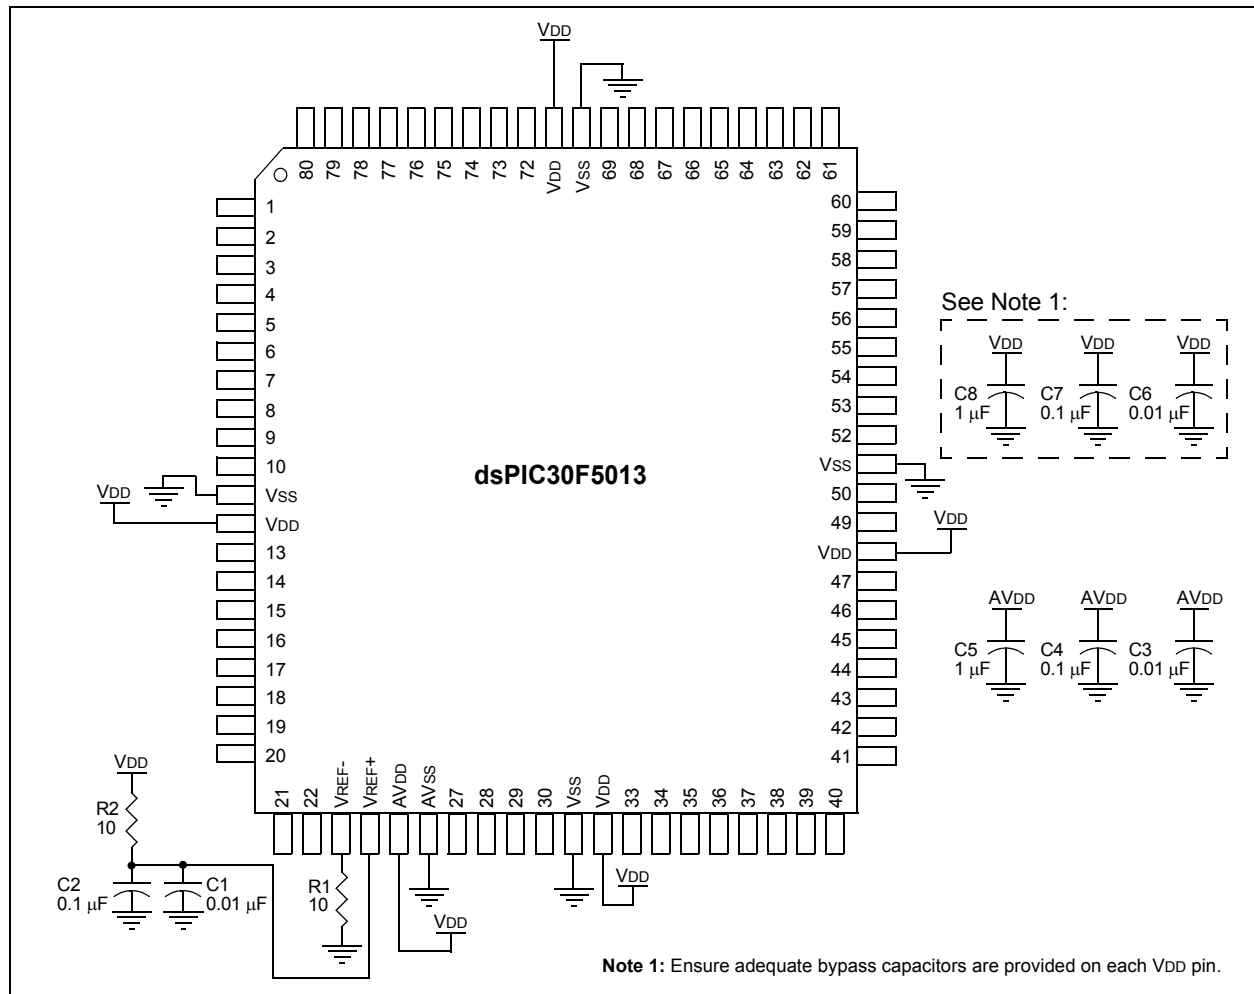 VDD
80 79 78 77 76 75 74 73 72 VDD VSS 69 68 67 66 65 64 63 62 61
1
2
3
4
5
6
7
8
9
10
VSS
VDD
VDD
13
14
15
16
17
18
19
20
dsPIC30F5013
60
59
58
57
56
55
54
53
52
VSS
50
49
VDD
VDD
47
46
45
44
43
42
41
See Note 1:
VDD VDD VDD
C8 C7 C6
1 µF 0.1 µF 0.01 µF
AVDD AVDD AVDD
C5 C4 C3
1 µF 0.1 µF 0.01 µF
21 22 VREF- VREF+ AVDD AVSS 27 28 29 30 VSS VDD 33 34 35 36 37 38 39 40
VDD
R2
10
C2
0.1 µF
C1
0.01 µF
R1
10
VDD
VDD
Note 1: Ensure adequate bypass capacitors are provided on each VDD pin.